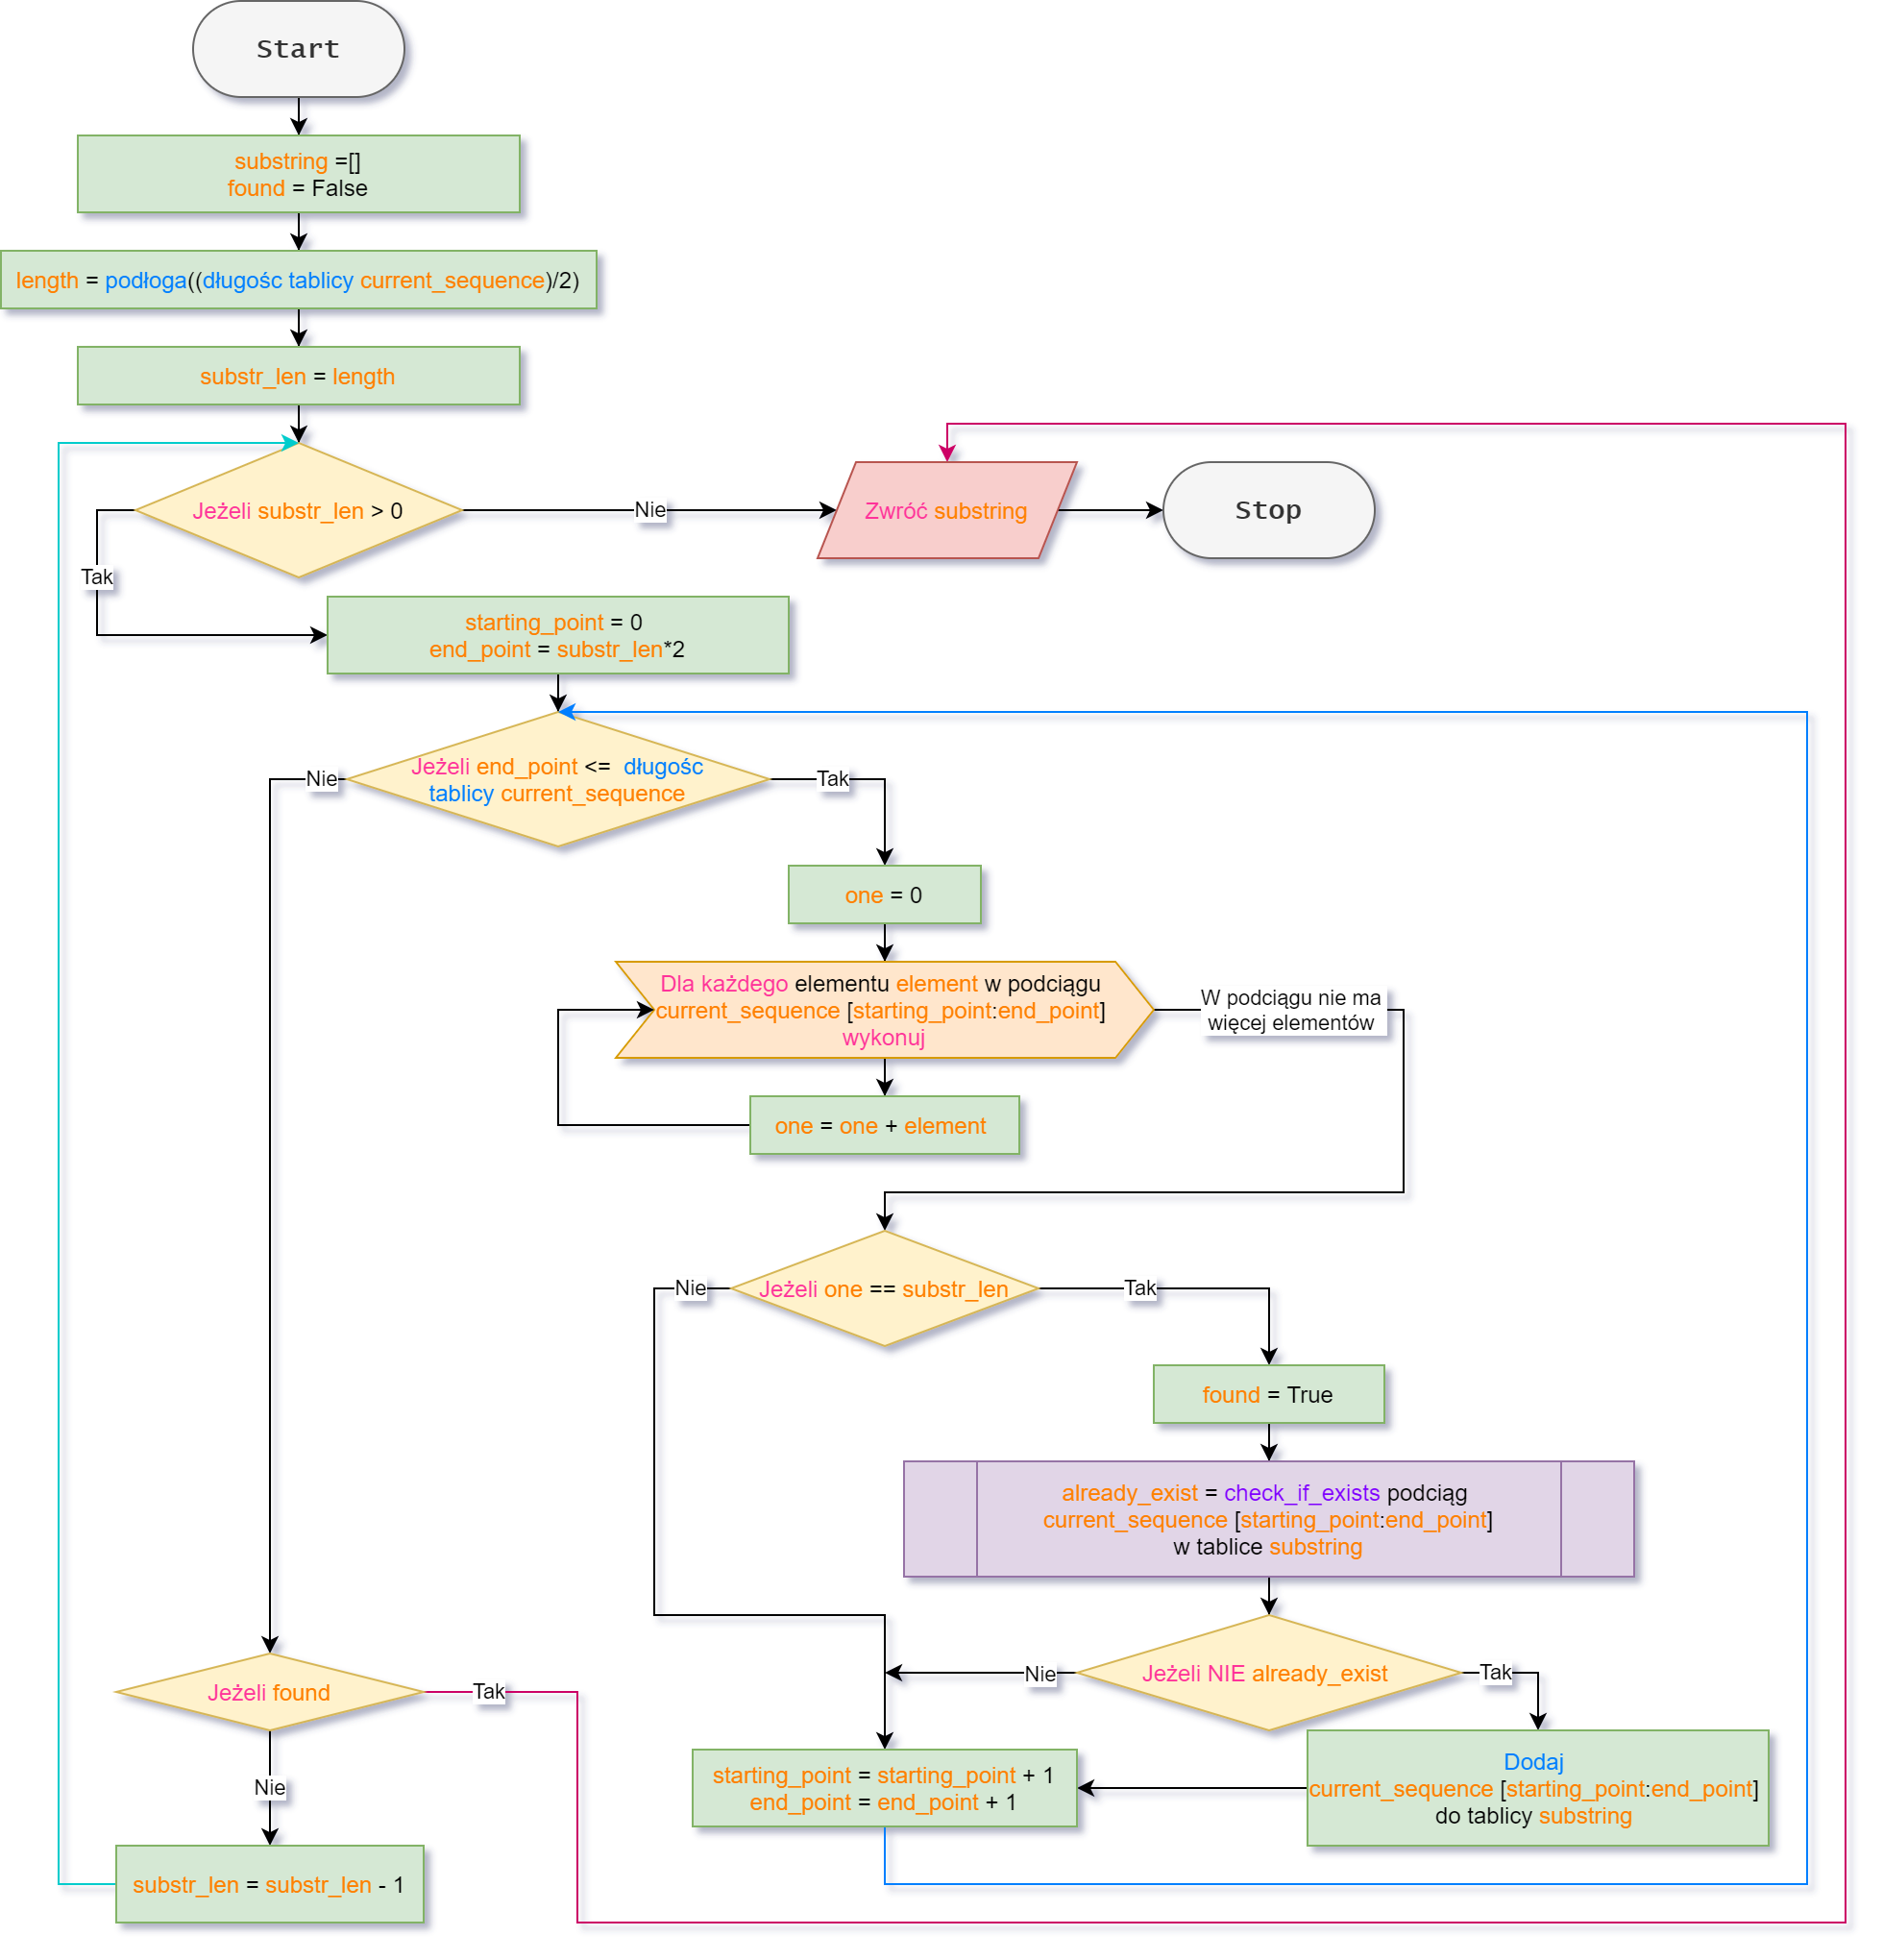 Start
substring =[]
found = False
length = podłoga((długośc tablicy current_sequence)/2)
substr_len = length
Jeżeli substr_len > 0
Nie
Zwróć substring
Stop
Tak
starting_point = 0
end_point = substr_len*2
Nie
Jeżeli end_point <= długośc
tablicy current_sequence
Tak
one = 0
Dla każdego elementu element w podciągu
current_sequence [starting_point:end_point]
wykonuj
W podciągu nie ma
więcej elementów
one = one + element
Nie
Jeżeli one == substr_len
Tak
found = True
already_exist = check_if_exists podciąg
current_sequence [starting_point:end_point]
w tablice substring
Nie
Jeżeli NIE already_exist
Tak
Jeżeli found
Tak
Nie
starting_point = starting_point + 1
end_point = end_point + 1
Dodaj
current_sequence [starting_point:end_point]
do tablicy substring
substr_len = substr_len - 1